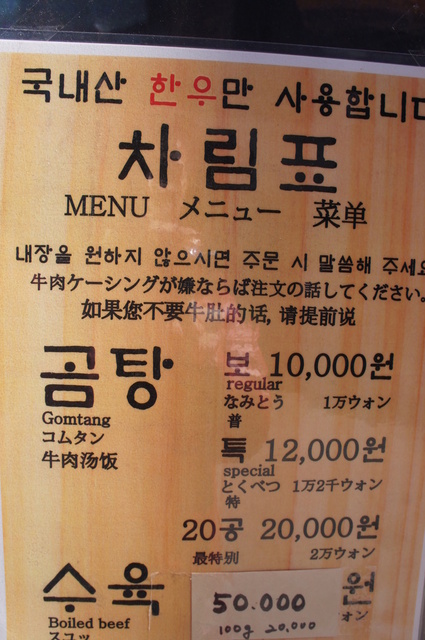 국내산 한우만 사용합니다
차림표
MENU メニュー 菜单
내장을 원하지 않으시면 주문 시 말씀해 주세요
牛肉ケーシングが嫌ならば注文の話してください。
如果您不要牛肚的话, 请提前说
곰탕 보 10,000원
Gomtang regular
コムタン なみとう 1万ウォン
牛肉汤饭 普
특 12,000원
special
とくべつ 1万2千ウォン
特
20공 20,000원
最特别 2万ウォン
수육 50.000 원
Boiled beef 100g 20,000 オン
スユッ